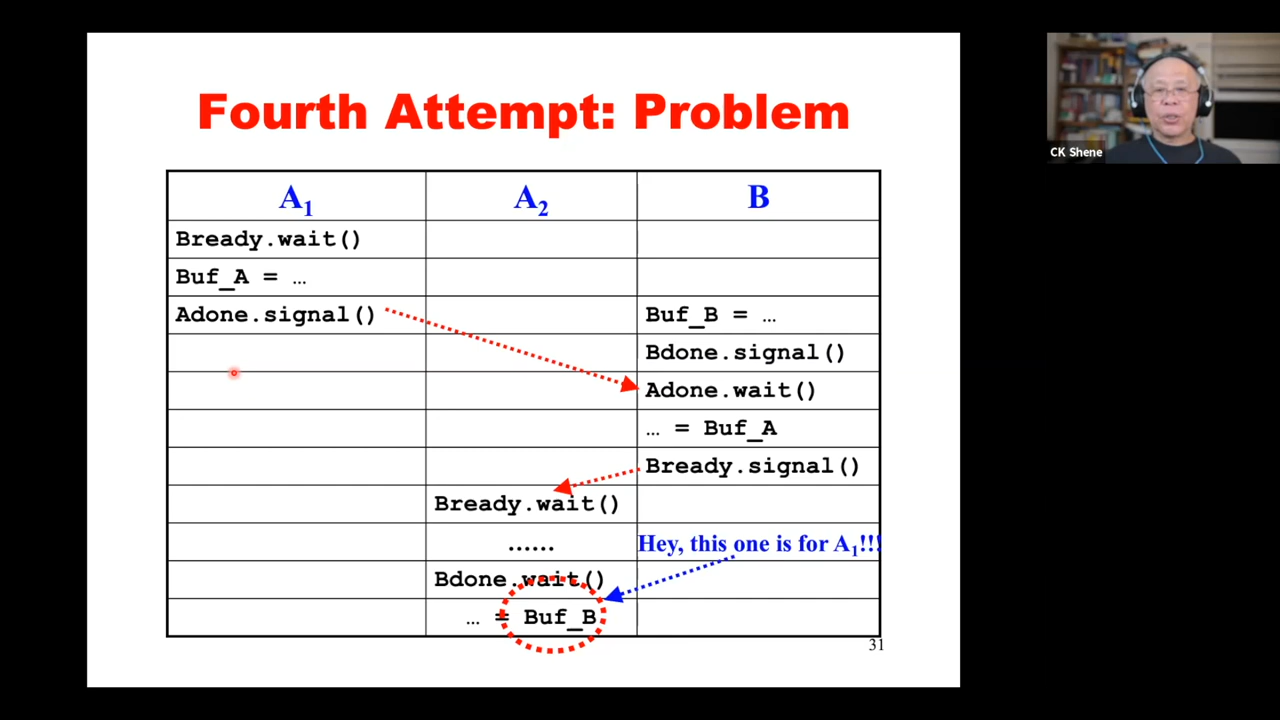 Fourth Attempt: Problem
A1 A2 B
Bready.wait()
Buf_A = …
Adone.signal() Buf_B = …
Bdone.signal()
Adone.wait()
… = Buf_A
Bready.signal()
Bready.wait()
…… Hey, this one is for A1!!!
Bdone.wait()
… = Buf_B
31
CK Shene